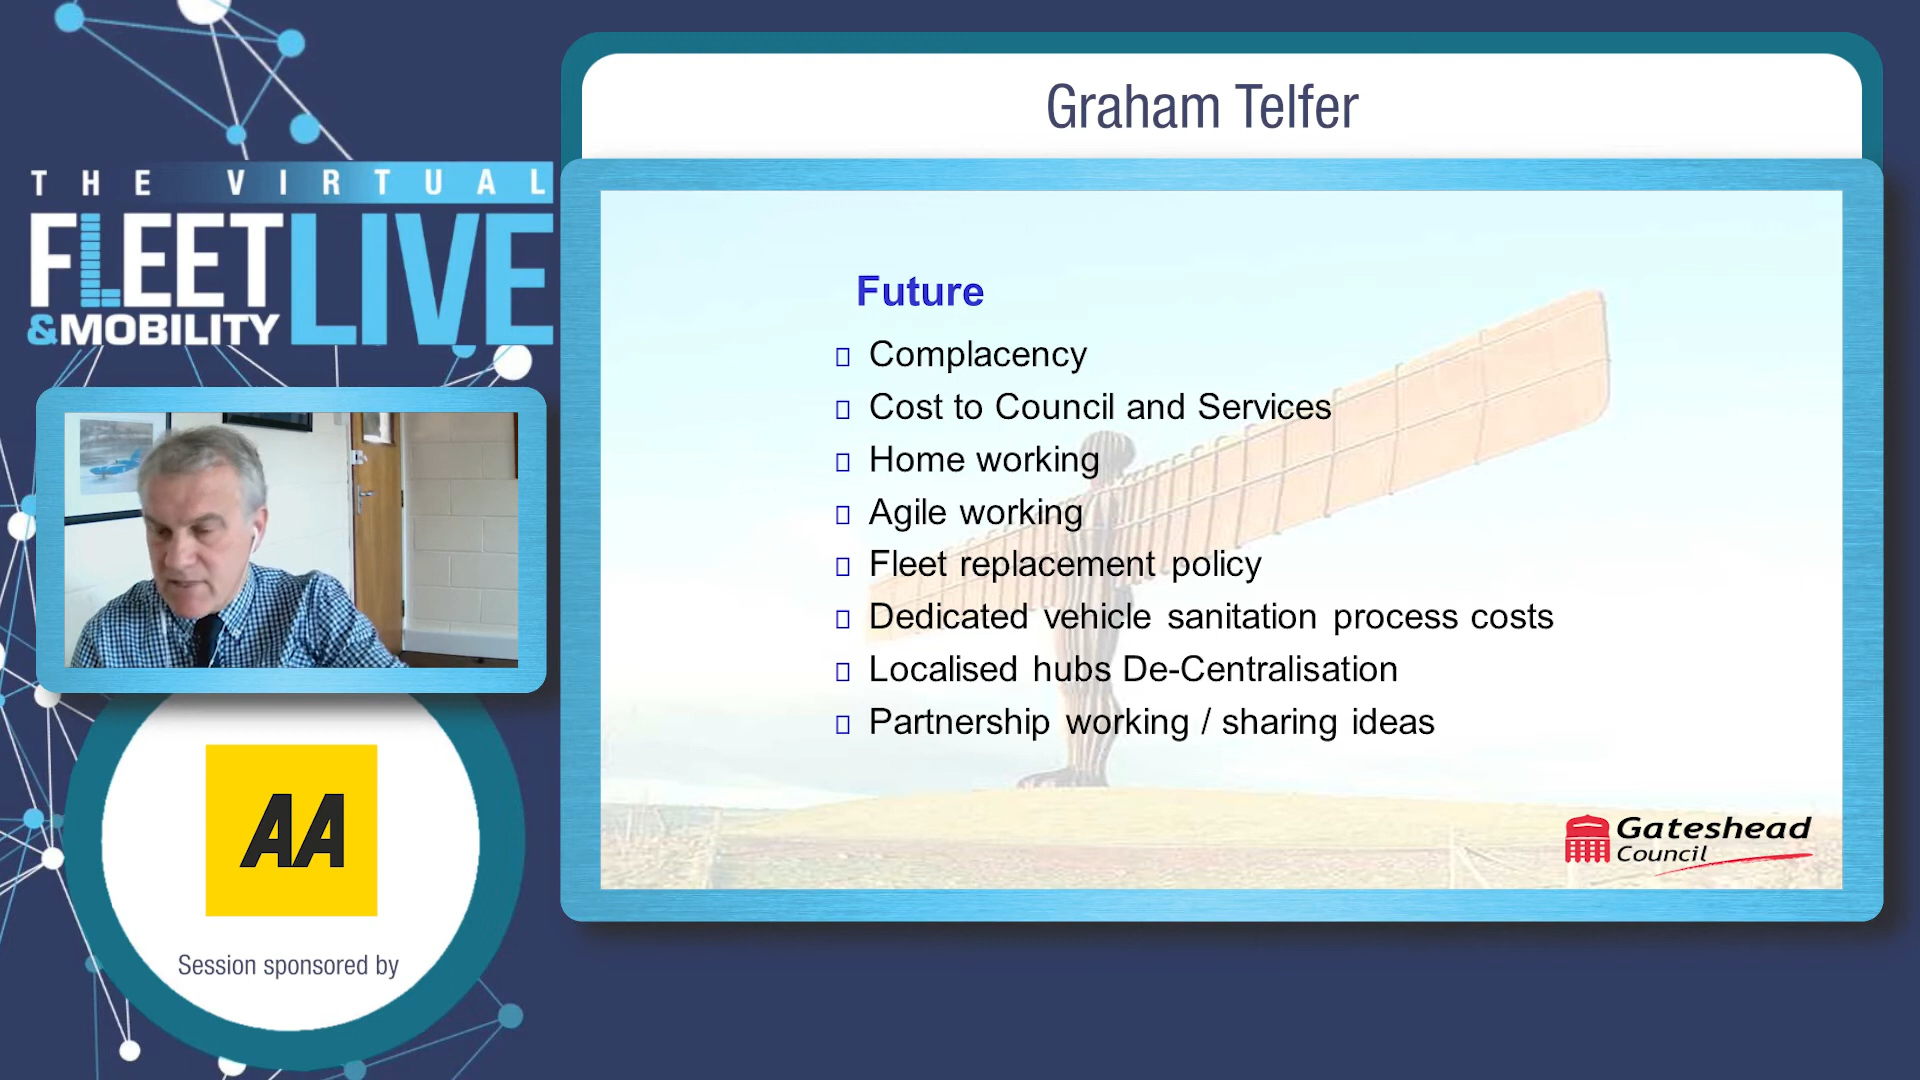 THE VIRTUAL
FLEET LIVE
&MOBILITY
AA
Session sponsored by
Graham Telfer
Future
Complacency
Cost to Council and Services
Home working
Agile working
Fleet replacement policy
Dedicated vehicle sanitation process costs
Localised hubs De-Centralisation
Partnership working / sharing ideas
Gateshead
Council